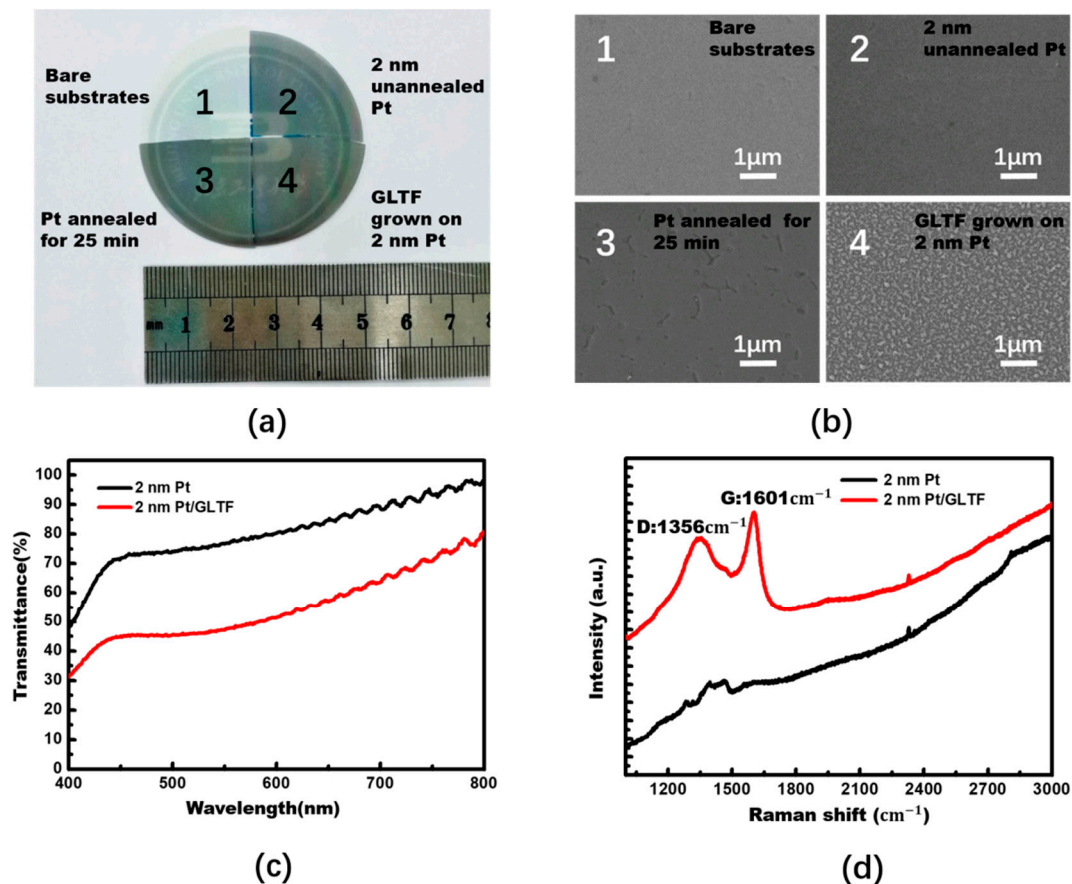 Bare
substrates
1
2
2 nm
unannealed
Pt
Pt annealed
for 25 min
3
4
GLTF
grown on
2 nm Pt
mm 1 2 3 4 5 6 7 8
(a)
1
Bare
substrates
1μm
2
2 nm
unannealed Pt
1μm
3
Pt annealed for
25 min
1μm
4
GLTF grown on
2 nm Pt
1μm
(b)
100
90
80
70
60
50
40
30
20
10
0
Transmittance(%)
2 nm Pt
2 nm Pt/GLTF
400 500 600 700 800
Wavelength(nm)
(c)
Intensity (a.u.)
2 nm Pt
2 nm Pt/GLTF
G:1601cm⁻¹
D:1356cm⁻¹
1200 1500 1800 2100 2400 2700 3000
Raman shift (cm⁻¹)
(d)